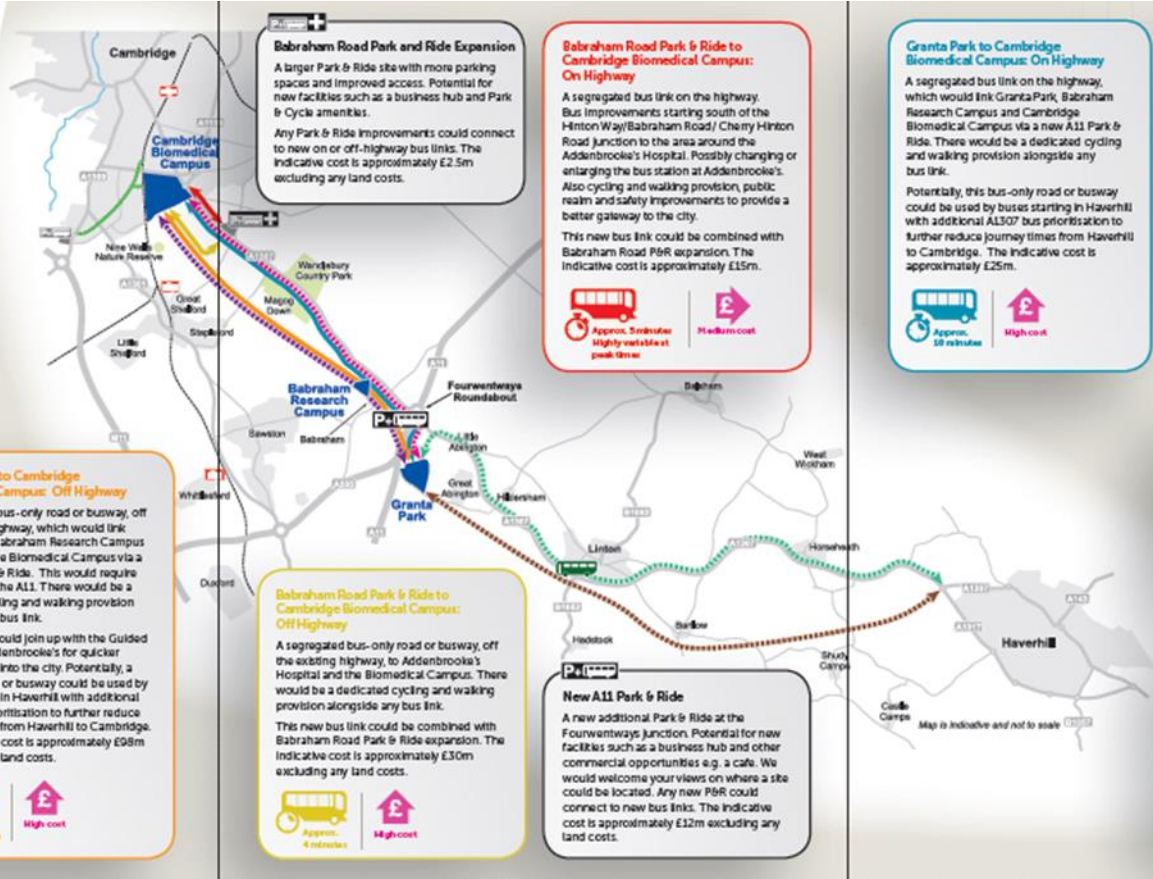 Babraham Road Park and Ride Expansion
A larger Park & Ride site with more parking
spaces and improved access. Potential for
new facilities such as a business hub and Park
& Cycle amenities.
Any Park & Ride improvements could connect
to new on or off-highway bus links. The
indicative cost is approximately £2.5m
excluding any land costs.
Babraham Road Park & Ride to
Cambridge Biomedical Campus:
On Highway
A segregated bus link on the highway.
Bus improvements starting south of the
Hinton Way/Babraham Road/ Cherry Hinton
Road junction to the area around the
Addenbrooke's Hospital. Possibly changing or
enlarging the bus station at Addenbrooke's.
Also cycling and walking provision, public
realm and safety improvements to provide a
better gateway to the city.
This new bus link could be combined with
Babraham Road P&R expansion. The
indicative cost is approximately £15m.
Approx. 5 minutes
Highly variable at
peak times
£
Medium cost
Granta Park to Cambridge
Biomedical Campus: On Highway
A segregated bus link on the highway,
which would link Granta Park, Babraham
Research Campus and Cambridge
Biomedical Campus via a new A11 Park &
Ride. There would be a dedicated cycling
and walking provision alongside any
bus link.
Potentially, this bus-only road or busway
could be used by buses starting in Haverhill
with additional A1307 bus prioritisation to
further reduce journey times from Haverhill
to Cambridge. The indicative cost is
approximately £25m.
Approx.
10 minutes
£
High cost
Cambridge
Cambridge
Biomedical
Campus
Nine Wells
Nature Reserve
Wandlebury
Country Park
Magog
Down
Great
Shelford
Stapleford
Little
Shelford
Babraham
Research
Campus
Fourwentways
Roundabout
P+
Sawston
Babraham
Little
Abington
Great
Abington
Hildersham
Granta
Park
Whittlesford
Duxford
Linton
Balsham
West
Wickham
Horseheath
Bartlow
Hadstock
Shudy
Camps
Castle
Camps
Haverhill
Map is indicative and not to scale
to Cambridge
Campus: Off Highway
bus-only road or busway, off
ghway, which would link
abraham Research Campus
e Biomedical Campus via a
& Ride. This would require
he A11. There would be a
ling and walking provision
bus link.
ould join up with the Guided
denbrooke's for quicker
into the city. Potentially, a
or busway could be used by
in Haverhill with additional
oritisation to further reduce
from Haverhill to Cambridge.
cost is approximately £98m
land costs.
£
High cost
Babraham Road Park & Ride to
Cambridge Biomedical Campus:
Off Highway
A segregated bus-only road or busway, off
the existing highway, to Addenbrooke's
Hospital and the Biomedical Campus. There
would be a dedicated cycling and walking
provision alongside any bus link.
This new bus link could be combined with
Babraham Road Park & Ride expansion. The
indicative cost is approximately £30m
excluding any land costs.
Approx.
4 minutes
£
High cost
New A11 Park & Ride
A new additional Park & Ride at the
Fourwentways junction. Potential for new
facilities such as a business hub and other
commercial opportunities e.g. a cafe. We
would welcome your views on where a site
could be located. Any new P&R could
connect to new bus links. The indicative
cost is approximately £12m excluding any
land costs.